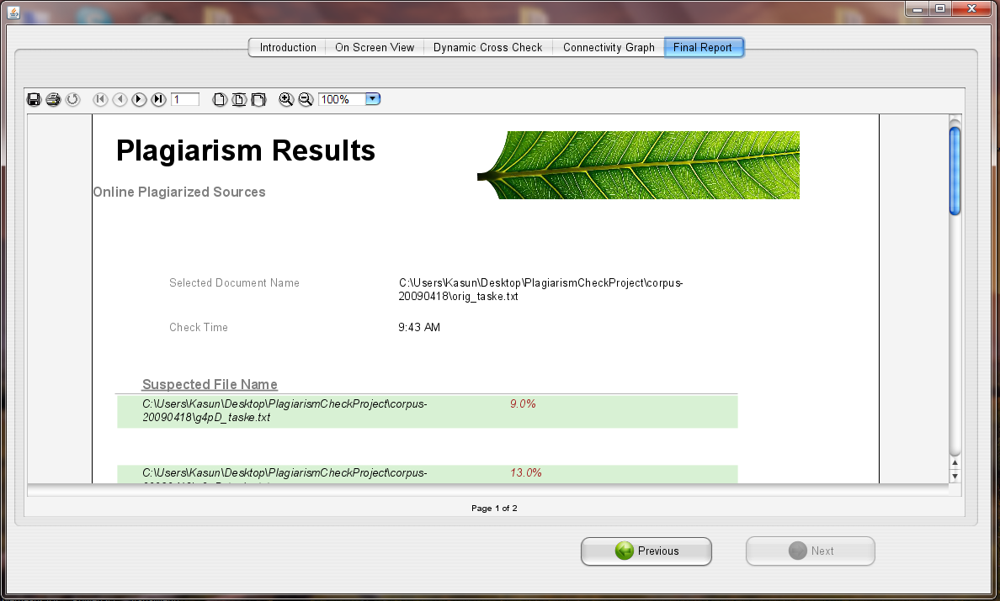 Introduction On Screen View Dynamic Cross Check Connectivity Graph Final Report
1 100%
Plagiarism Results
Online Plagiarized Sources
Selected Document Name C:\Users\Kasun\Desktop\PlagiarismCheckProject\corpus-
20090418\orig_taske.txt
Check Time 9:43 AM
Suspected File Name
C:\Users\Kasun\Desktop\PlagiarismCheckProject\corpus- 9.0%
20090418\g4pD_taske.txt
C:\Users\Kasun\Desktop\PlagiarismCheckProject\corpus- 13.0%
Page 1 of 2
Previous Next